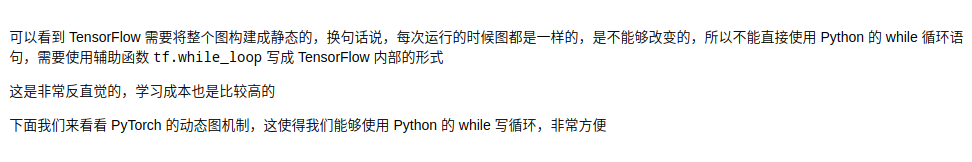 可以看到 TensorFlow 需要将整个图构建成静态的，换句话说，每次运行的时候图都是一样的，是不能够改变的，所以不能直接使用 Python 的 while 循环语
句，需要使用辅助函数 tf.while_loop 写成 TensorFlow 内部的形式
这是非常反直觉的，学习成本也是比较高的
下面我们来看看 PyTorch 的动态图机制，这使得我们能够使用 Python 的 while 写循环，非常方便